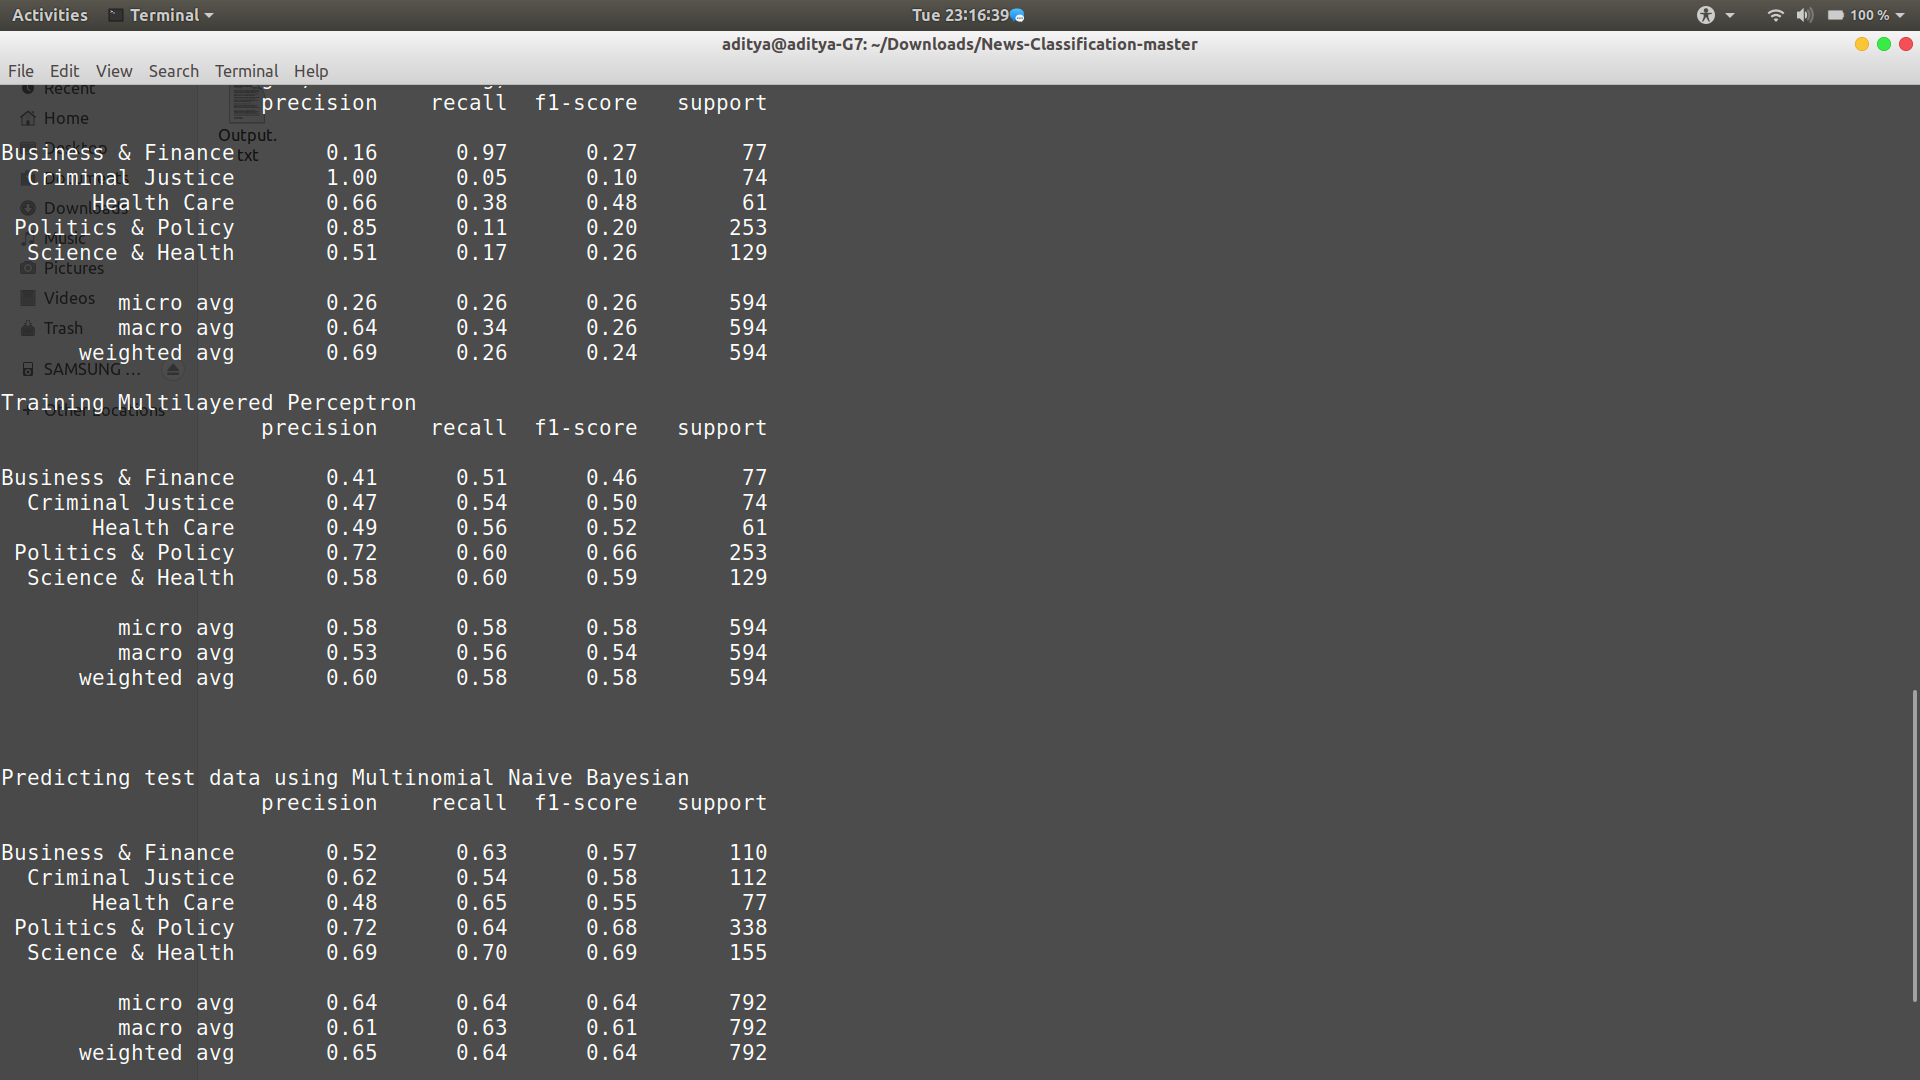 Activities Terminal Tue 23:16:39 100 %
aditya@aditya-G7: ~/Downloads/News-Classification-master
File Edit View Search Terminal Help
Recent
Home
Desktop
Downloads
Music
Pictures
Videos
Trash
SAMSUNG ...
Other Locations
Output.
txt
precision recall f1-score support
Business & Finance 0.16 0.97 0.27 77
Criminal Justice 1.00 0.05 0.10 74
Health Care 0.66 0.38 0.48 61
Politics & Policy 0.85 0.11 0.20 253
Science & Health 0.51 0.17 0.26 129
micro avg 0.26 0.26 0.26 594
macro avg 0.64 0.34 0.26 594
weighted avg 0.69 0.26 0.24 594
Training Multilayered Perceptron
precision recall f1-score support
Business & Finance 0.41 0.51 0.46 77
Criminal Justice 0.47 0.54 0.50 74
Health Care 0.49 0.56 0.52 61
Politics & Policy 0.72 0.60 0.66 253
Science & Health 0.58 0.60 0.59 129
micro avg 0.58 0.58 0.58 594
macro avg 0.53 0.56 0.54 594
weighted avg 0.60 0.58 0.58 594
Predicting test data using Multinomial Naive Bayesian
precision recall f1-score support
Business & Finance 0.52 0.63 0.57 110
Criminal Justice 0.62 0.54 0.58 112
Health Care 0.48 0.65 0.55 77
Politics & Policy 0.72 0.64 0.68 338
Science & Health 0.69 0.70 0.69 155
micro avg 0.64 0.64 0.64 792
macro avg 0.61 0.63 0.61 792
weighted avg 0.65 0.64 0.64 792